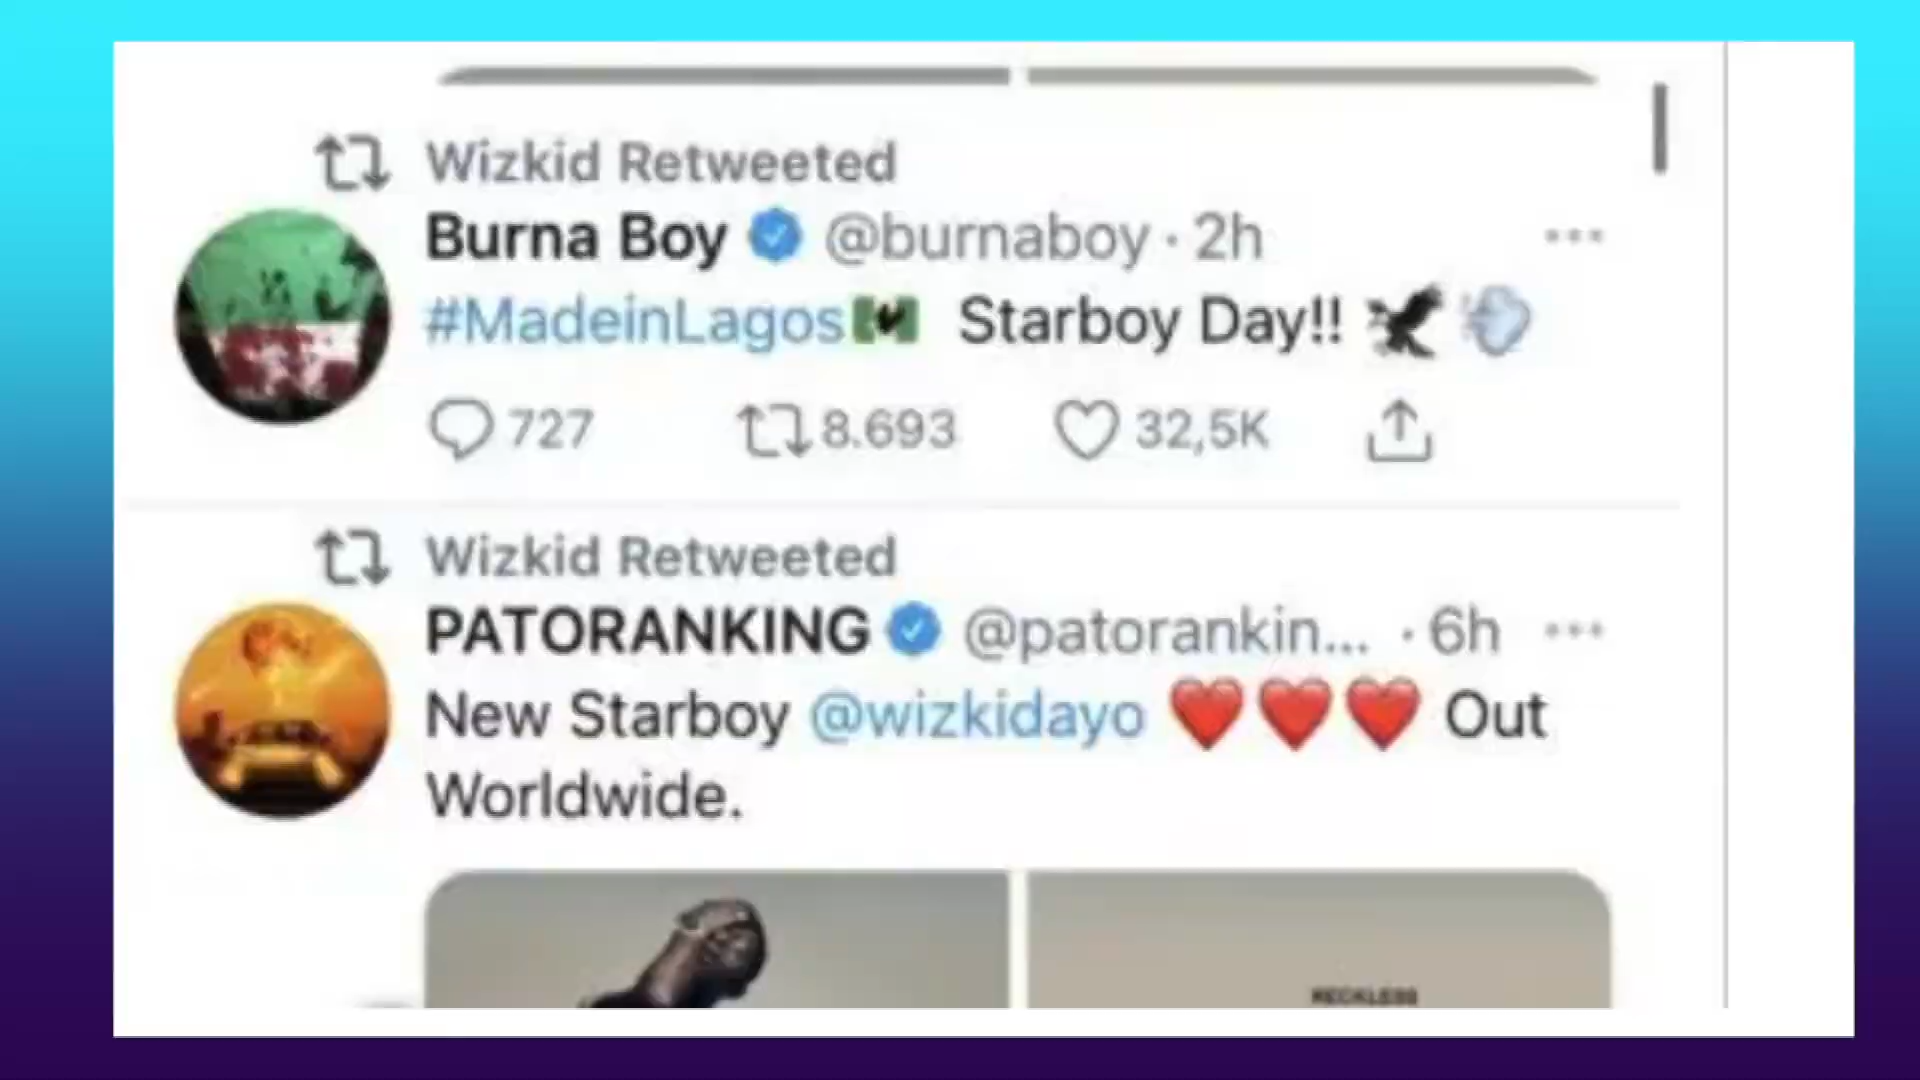 Wizkid Retweeted
Burna Boy @burnaboy · 2h
#MadeinLagos Starboy Day!!
727 8.693 32,5K
Wizkid Retweeted
PATORANKING @patorankin... · 6h
New Starboy @wizkidayo ❤️❤️❤️ Out
Worldwide.
RECKLESS